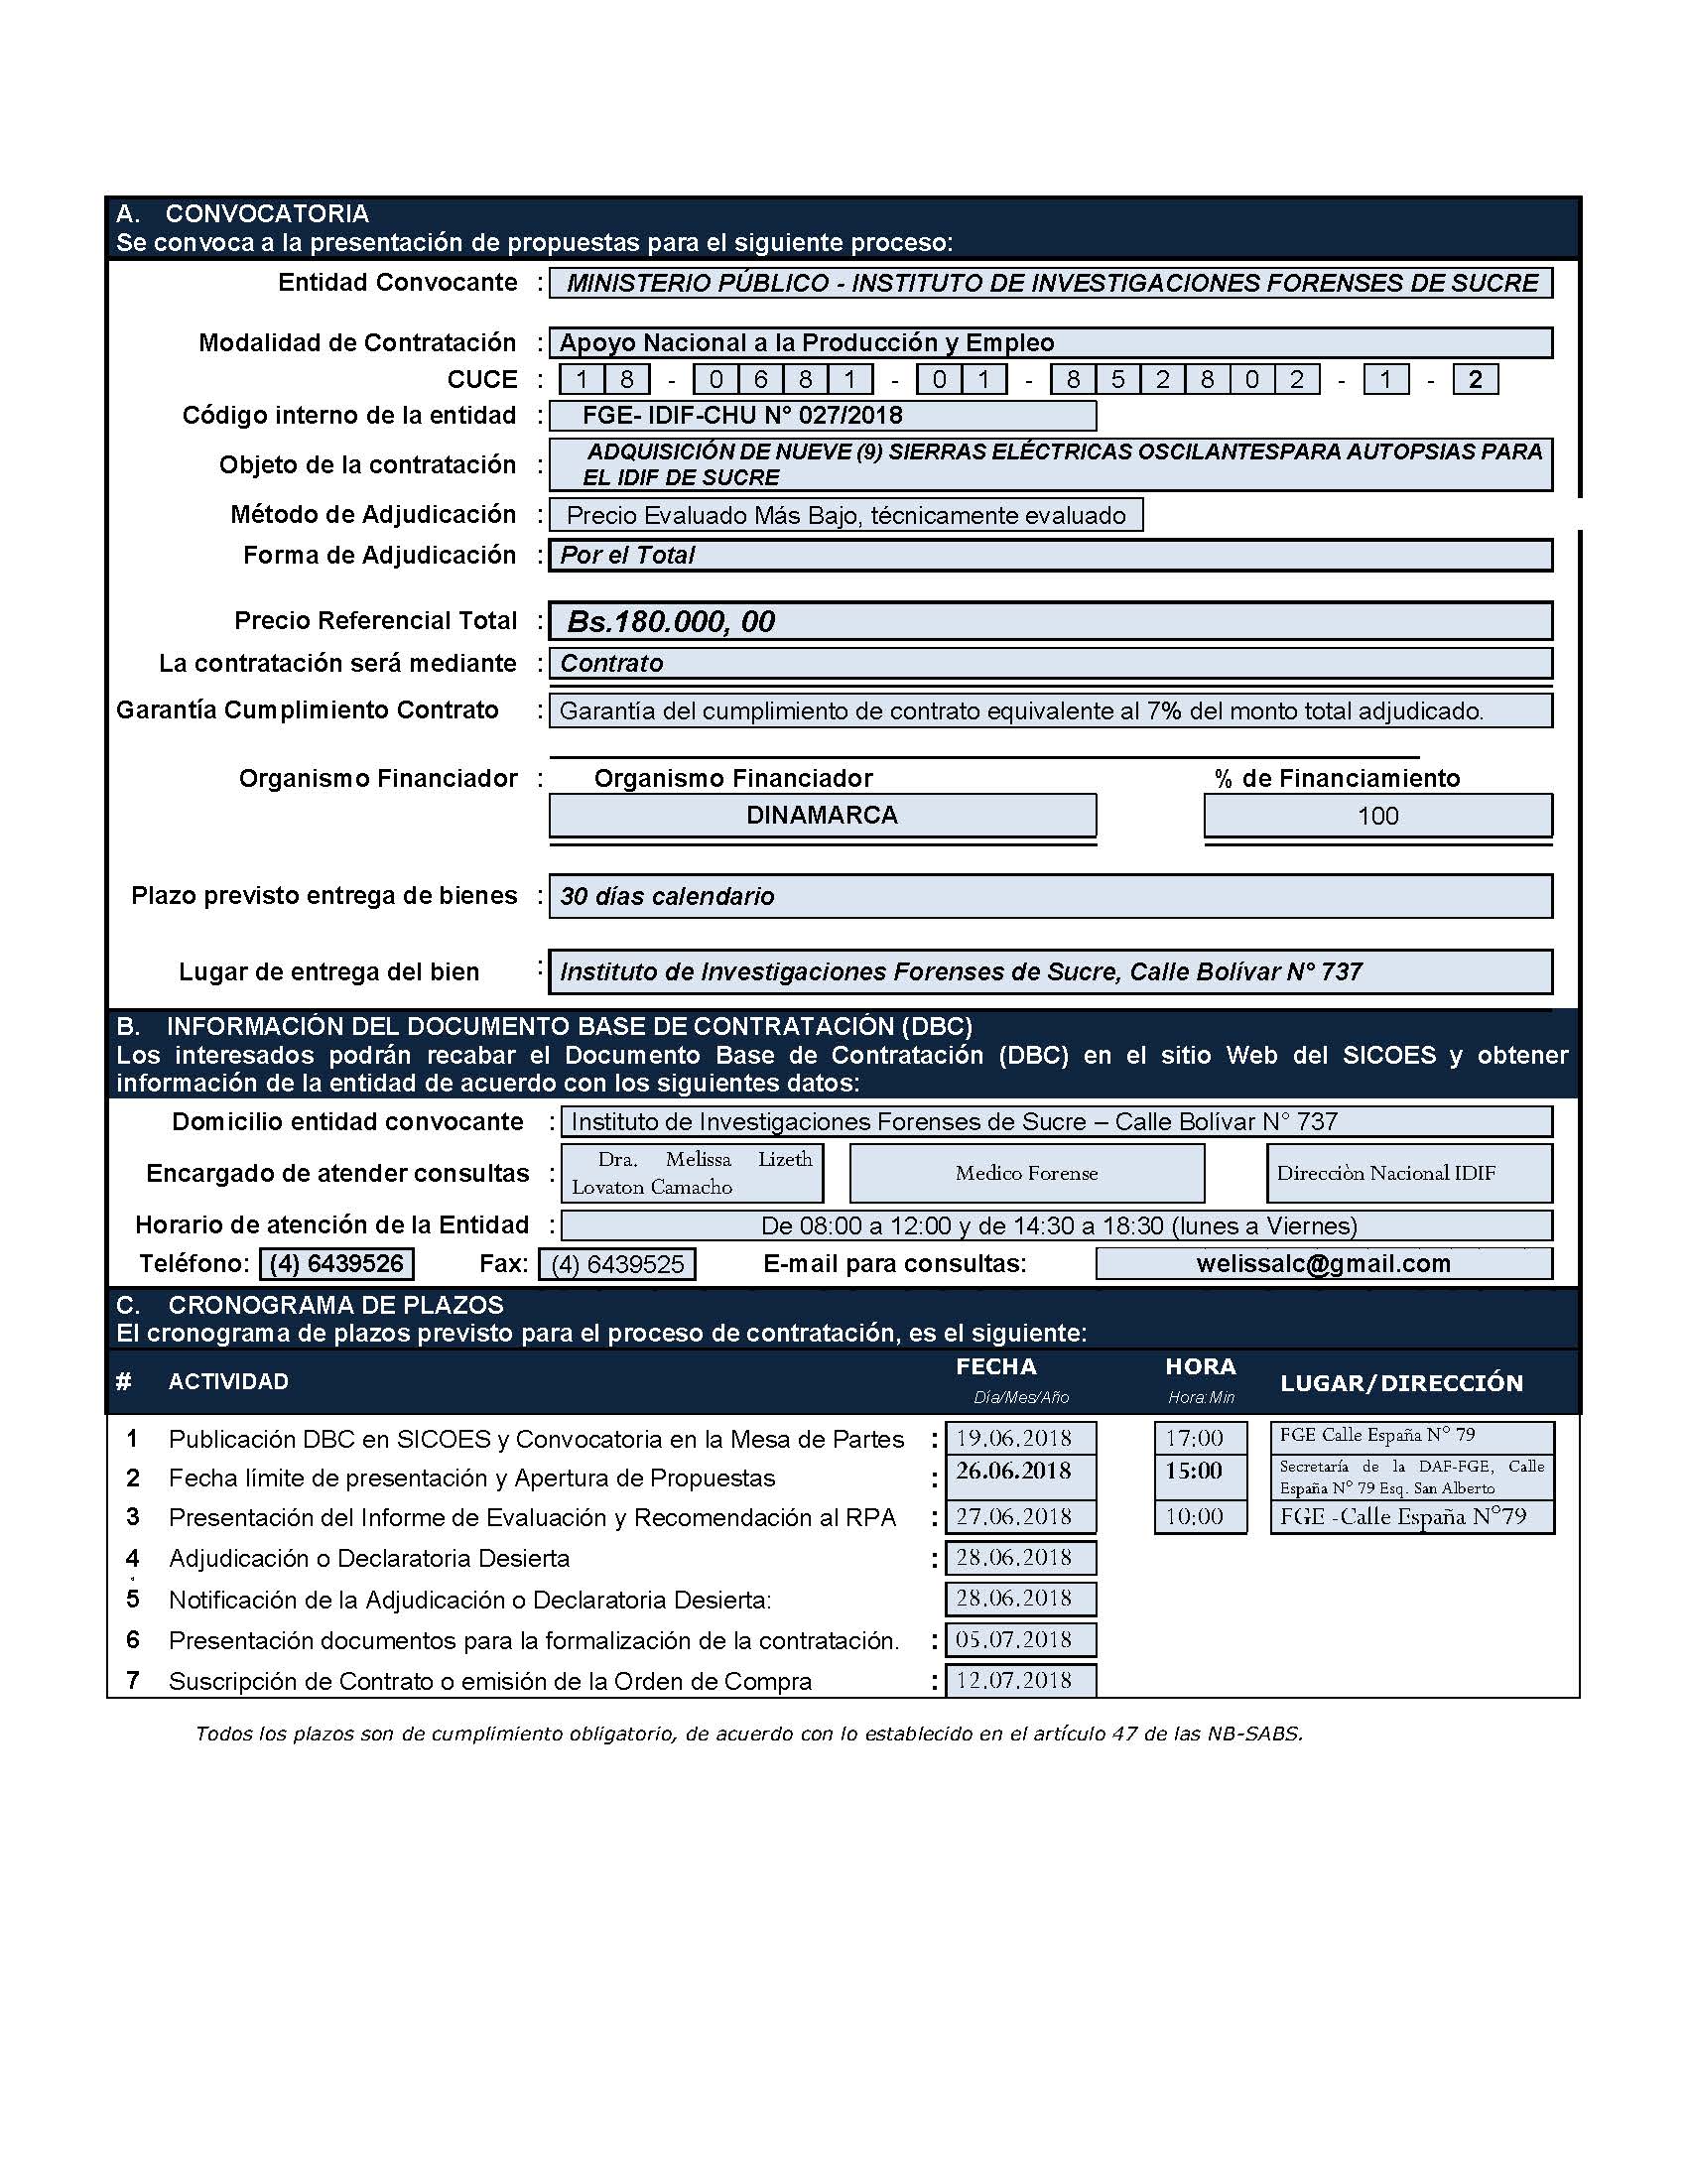 A. CONVOCATORIA
Se convoca a la presentación de propuestas para el siguiente proceso:
Entidad Convocante : MINISTERIO PÚBLICO - INSTITUTO DE INVESTIGACIONES FORENSES DE SUCRE
Modalidad de Contratación : Apoyo Nacional a la Producción y Empleo
CUCE : 1 8 - 0 6 8 1 - 0 1 - 8 5 2 8 0 2 - 1 - 2
Código interno de la entidad : FGE- IDIF-CHU N° 027/2018
Objeto de la contratación : ADQUISICIÓN DE NUEVE (9) SIERRAS ELÉCTRICAS OSCILANTESPARA AUTOPSIAS PARA
EL IDIF DE SUCRE
Método de Adjudicación : Precio Evaluado Más Bajo, técnicamente evaluado
Forma de Adjudicación : Por el Total
Precio Referencial Total : Bs.180.000, 00
La contratación será mediante : Contrato
Garantía Cumplimiento Contrato : Garantía del cumplimiento de contrato equivalente al 7% del monto total adjudicado.
Organismo Financiador : Organismo Financiador % de Financiamiento
DINAMARCA 100
Plazo previsto entrega de bienes : 30 días calendario
Lugar de entrega del bien : Instituto de Investigaciones Forenses de Sucre, Calle Bolívar N° 737
B. INFORMACIÓN DEL DOCUMENTO BASE DE CONTRATACIÓN (DBC)
Los interesados podrán recabar el Documento Base de Contratación (DBC) en el sitio Web del SICOES y obtener
información de la entidad de acuerdo con los siguientes datos:
Domicilio entidad convocante : Instituto de Investigaciones Forenses de Sucre – Calle Bolívar N° 737
Encargado de atender consultas : Dra. Melissa Lizeth
Lovaton Camacho Medico Forense Direcciòn Nacional IDIF
Horario de atención de la Entidad : De 08:00 a 12:00 y de 14:30 a 18:30 (lunes a Viernes)
Teléfono: (4) 6439526 Fax: (4) 6439525 E-mail para consultas: welissalc@gmail.com
C. CRONOGRAMA DE PLAZOS
El cronograma de plazos previsto para el proceso de contratación, es el siguiente:
# ACTIVIDAD FECHA HORA LUGAR/DIRECCIÓN
Día/Mes/Año Hora:Min
1 Publicación DBC en SICOES y Convocatoria en la Mesa de Partes : 19.06.2018 17:00 FGE Calle España N° 79
2 Fecha límite de presentación y Apertura de Propuestas : 26.06.2018 15:00 Secretaría de la DAF-FGE, Calle
España N° 79 Esq. San Alberto
3 Presentación del Informe de Evaluación y Recomendación al RPA : 27.06.2018 10:00 FGE -Calle España N°79
4 Adjudicación o Declaratoria Desierta : 28.06.2018
5 Notificación de la Adjudicación o Declaratoria Desierta: 28.06.2018
6 Presentación documentos para la formalización de la contratación. : 05.07.2018
7 Suscripción de Contrato o emisión de la Orden de Compra : 12.07.2018
Todos los plazos son de cumplimiento obligatorio, de acuerdo con lo establecido en el artículo 47 de las NB-SABS.